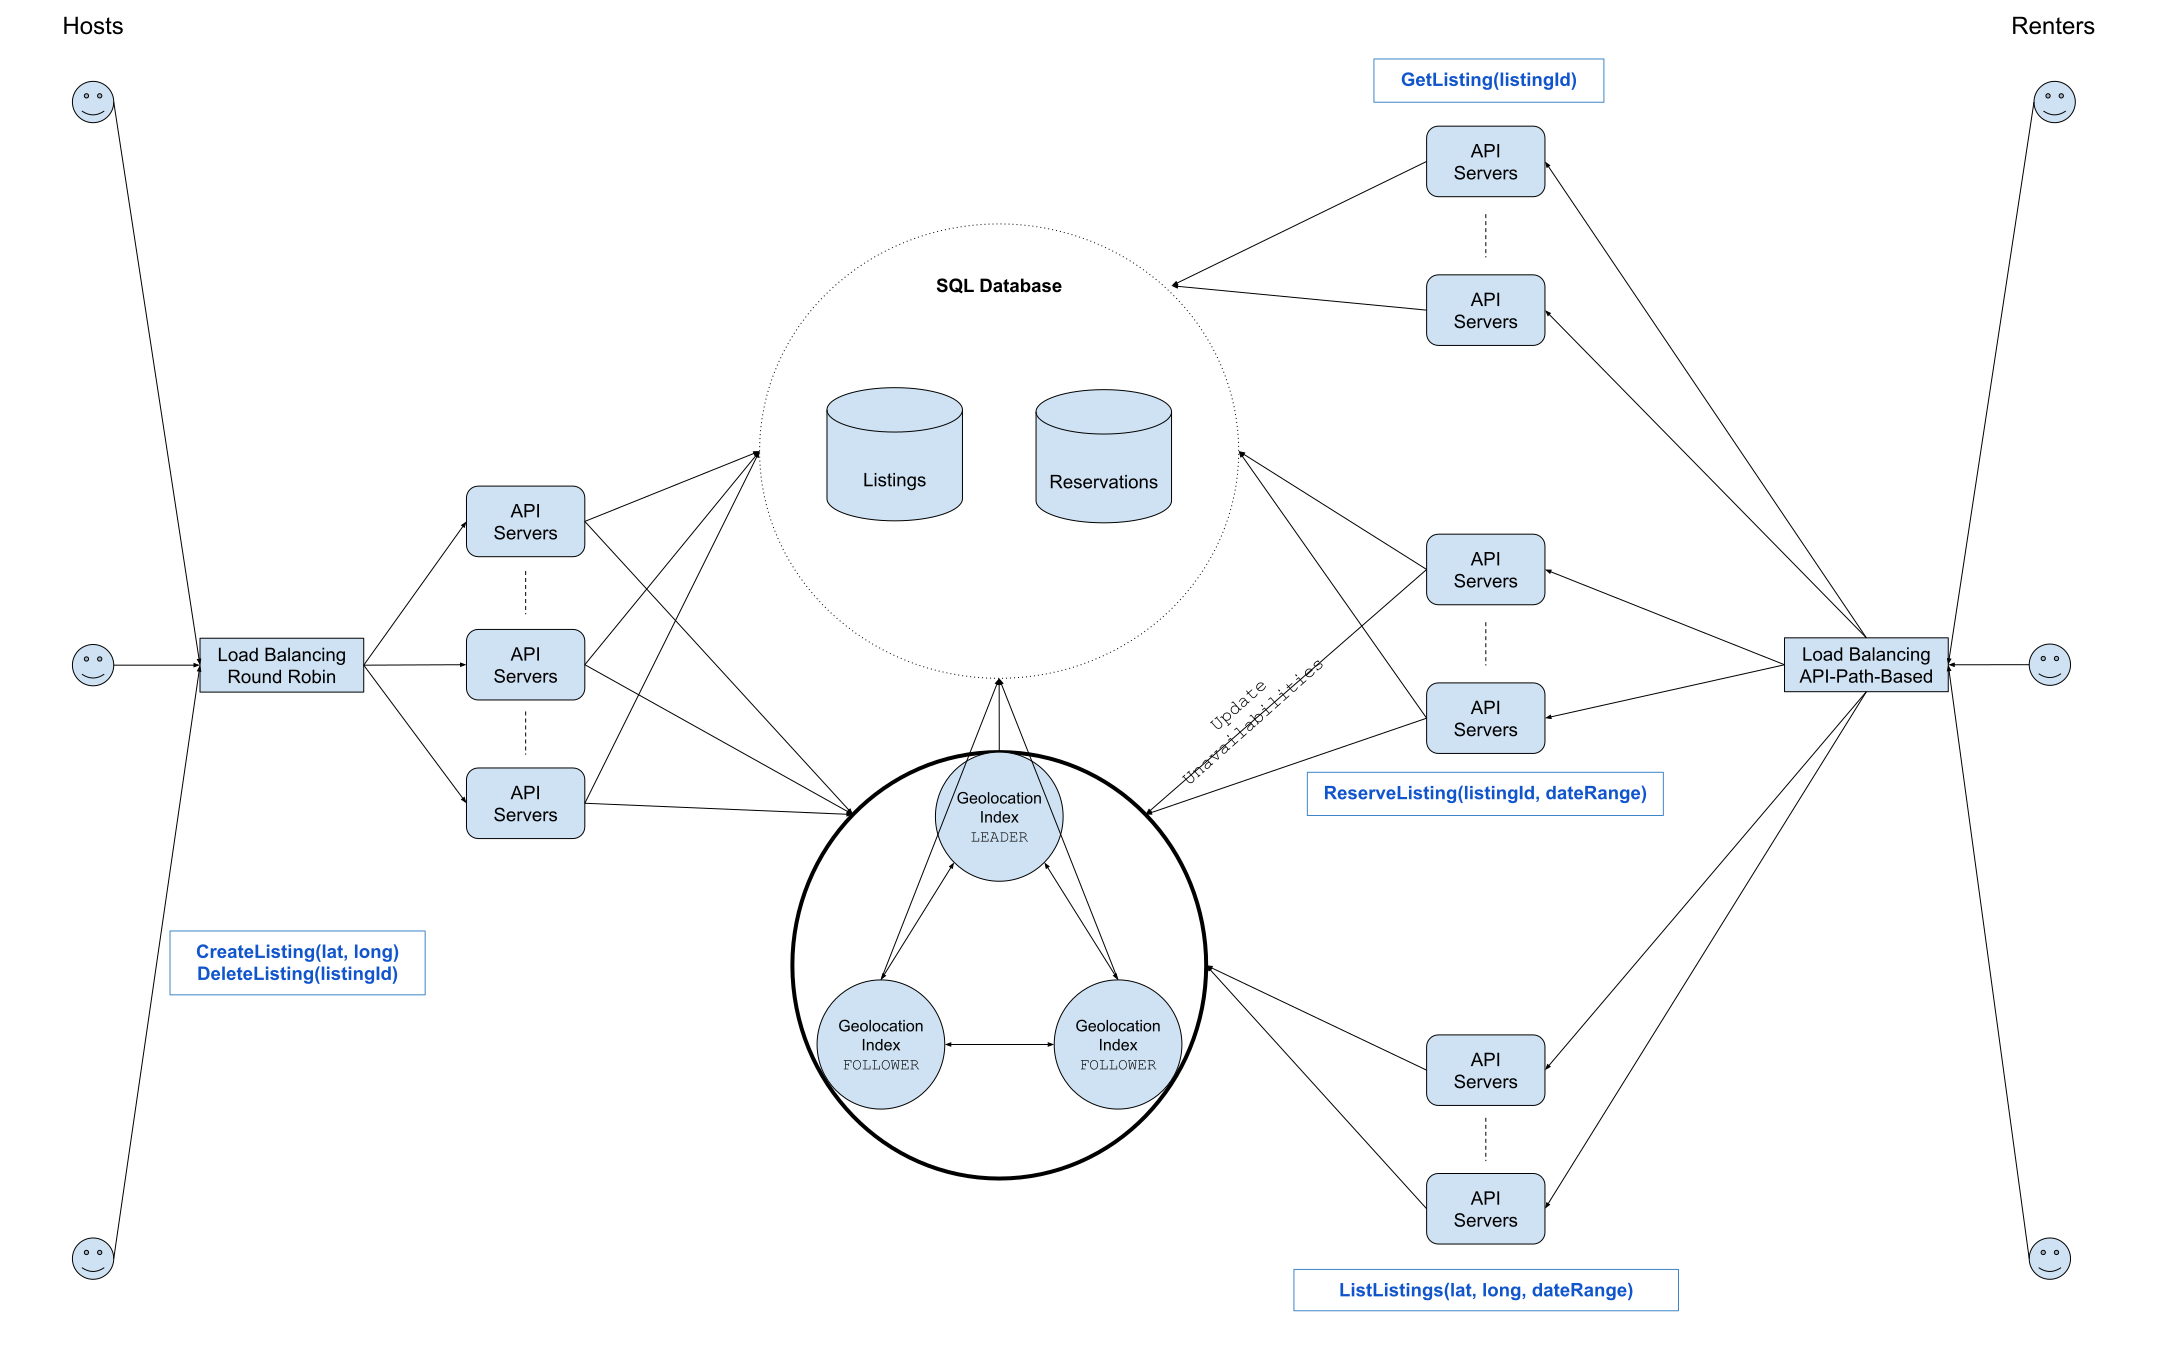 Hosts
Renters
GetListing(listingId)
API
Servers
API
Servers
SQL Database
Listings
Reservations
API
Servers
API
Servers
API
Servers
Load Balancing
Round Robin
API
Servers
API
Servers
Load Balancing
API-Path-Based
Update
Unavailabilities
ReserveListing(listingId, dateRange)
Geolocation
Index
LEADER
CreateListing(lat, long)
DeleteListing(listingId)
Geolocation
Index
FOLLOWER
Geolocation
Index
FOLLOWER
API
Servers
API
Servers
ListListings(lat, long, dateRange)